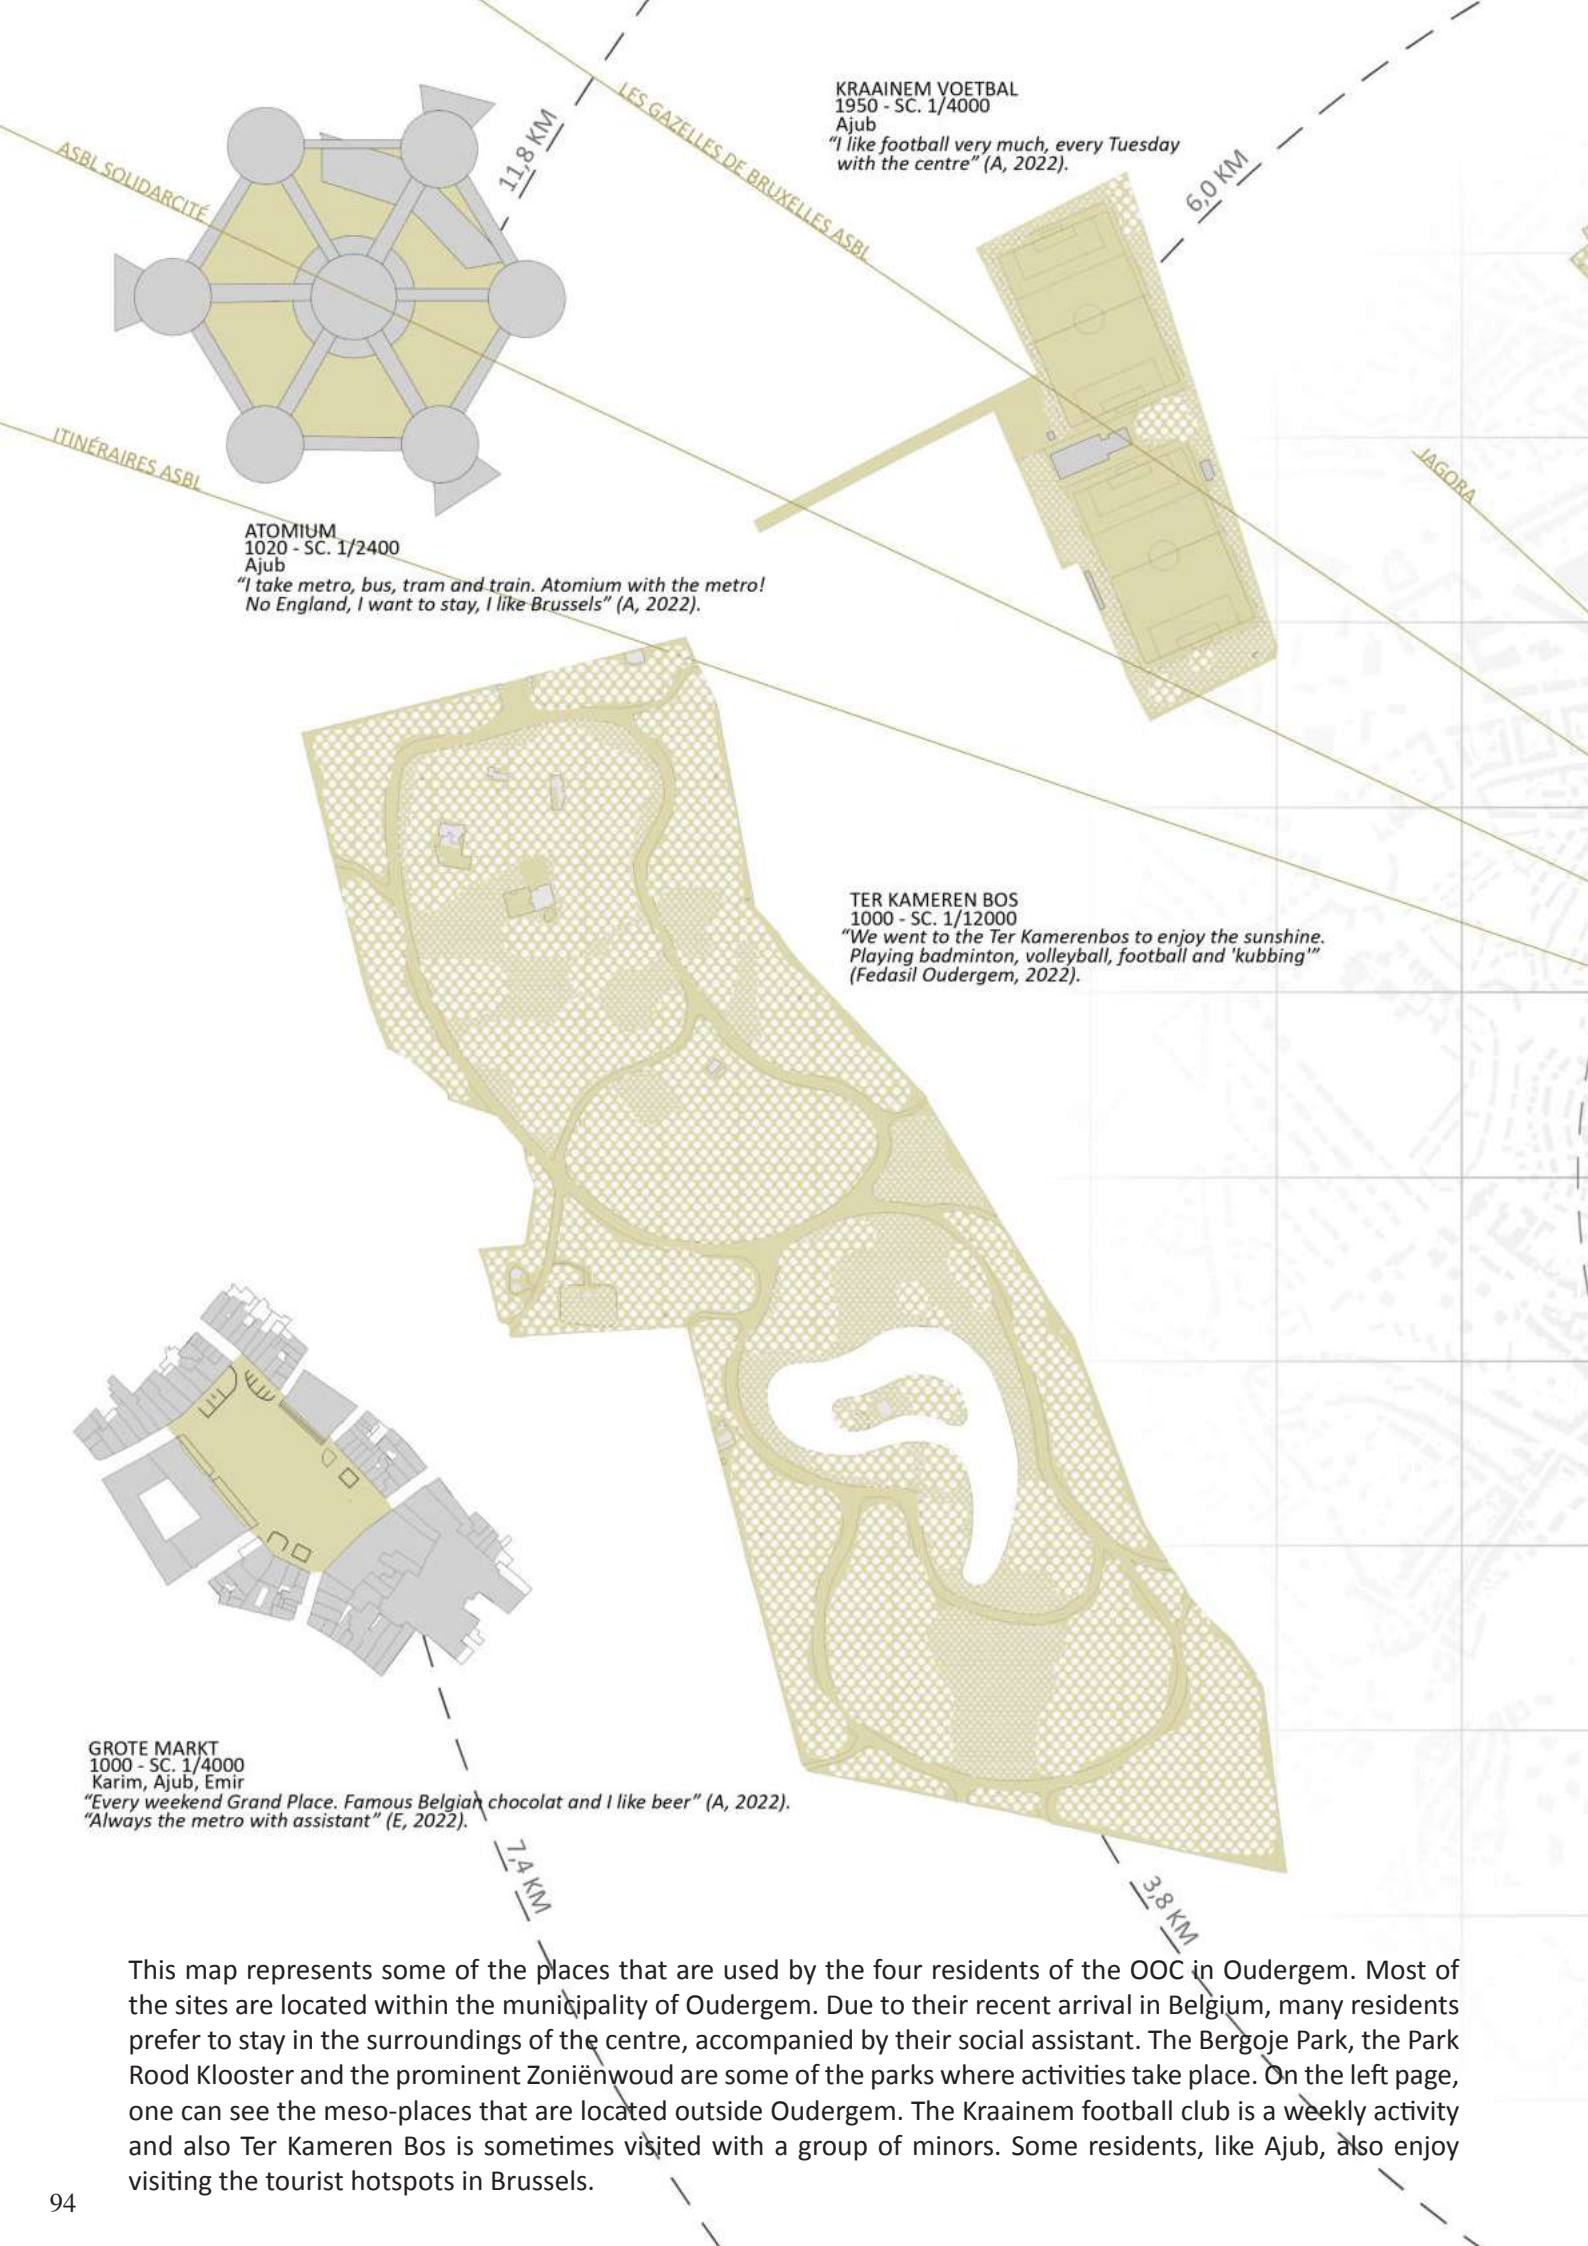 11,8 KM
LES GAZELLES DE BRUXELLES ASBL
KRAAINEM VOETBAL
1950 - SC. 1/4000
Ajub
“I like football very much, every Tuesday
with the centre” (A, 2022).
6,0 KM
ASBL SOLIDARCITÉ
ITINÉRAIRES ASBL
JAGORA
ATOMIUM
1020 - SC. 1/2400
Ajub
“I take metro, bus, tram and train. Atomium with the metro!
No England, I want to stay, I like Brussels” (A, 2022).
TER KAMEREN BOS
1000 - SC. 1/12000
“We went to the Ter Kamerenbos to enjoy the sunshine.
Playing badminton, volleyball, football and 'kubbing'”
(Fedasil Oudergem, 2022).
GROTE MARKT
1000 - SC. 1/4000
Karim, Ajub, Emir
“Every weekend Grand Place. Famous Belgian chocolat and I like beer” (A, 2022).
“Always the metro with assistant” (E, 2022).
7,4 KM
3,8 KM
This map represents some of the places that are used by the four residents of the OOC in Oudergem. Most of
the sites are located within the municipality of Oudergem. Due to their recent arrival in Belgium, many residents
prefer to stay in the surroundings of the centre, accompanied by their social assistant. The Bergoje Park, the Park
Rood Klooster and the prominent Zoniënwoud are some of the parks where activities take place. On the left page,
one can see the meso-places that are located outside Oudergem. The Kraainem football club is a weekly activity
and also Ter Kameren Bos is sometimes visited with a group of minors. Some residents, like Ajub, also enjoy
visiting the tourist hotspots in Brussels.
94